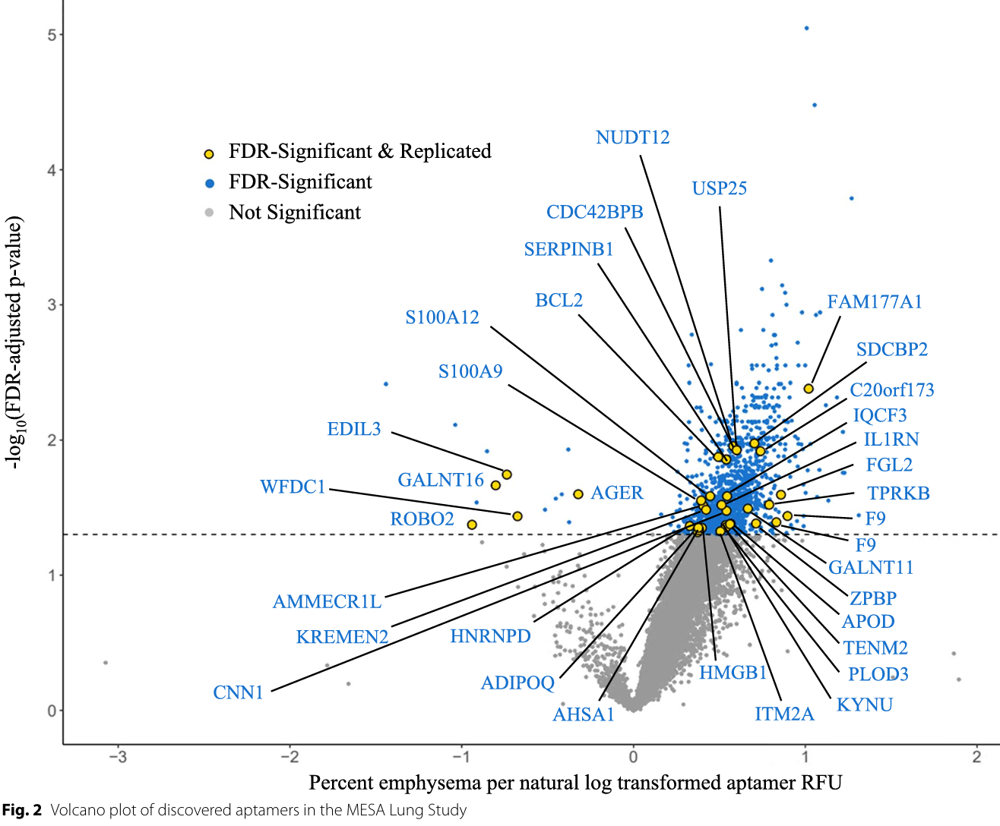 5
NUDT12
FDR-Significant & Replicated
4
FDR-Significant
USP25
CDC42BPB
Not Significant
SERPINB1
BCL2
FAM177A1
3
S100A12
SDCBP2
S100A9
C20orf173
IQCF3
EDIL3
IL1RN
2
FGL2
GALNT16
WFDC1
AGER
TPRKB
ROBO2
F9
F9
GALNT11
1
AMMECR1L
ZPBP
APOD
KREMEN2
HNRNPD
TENM2
HMGB1
PLOD3
ADIPOQ
CNN1
KYNU
AHSA1
ITM2A
0
-log10(FDR-adjusted p-value)
−3 −2 −1 0 1 2
Percent emphysema per natural log transformed aptamer RFU
Fig. 2 Volcano plot of discovered aptamers in the MESA Lung Study